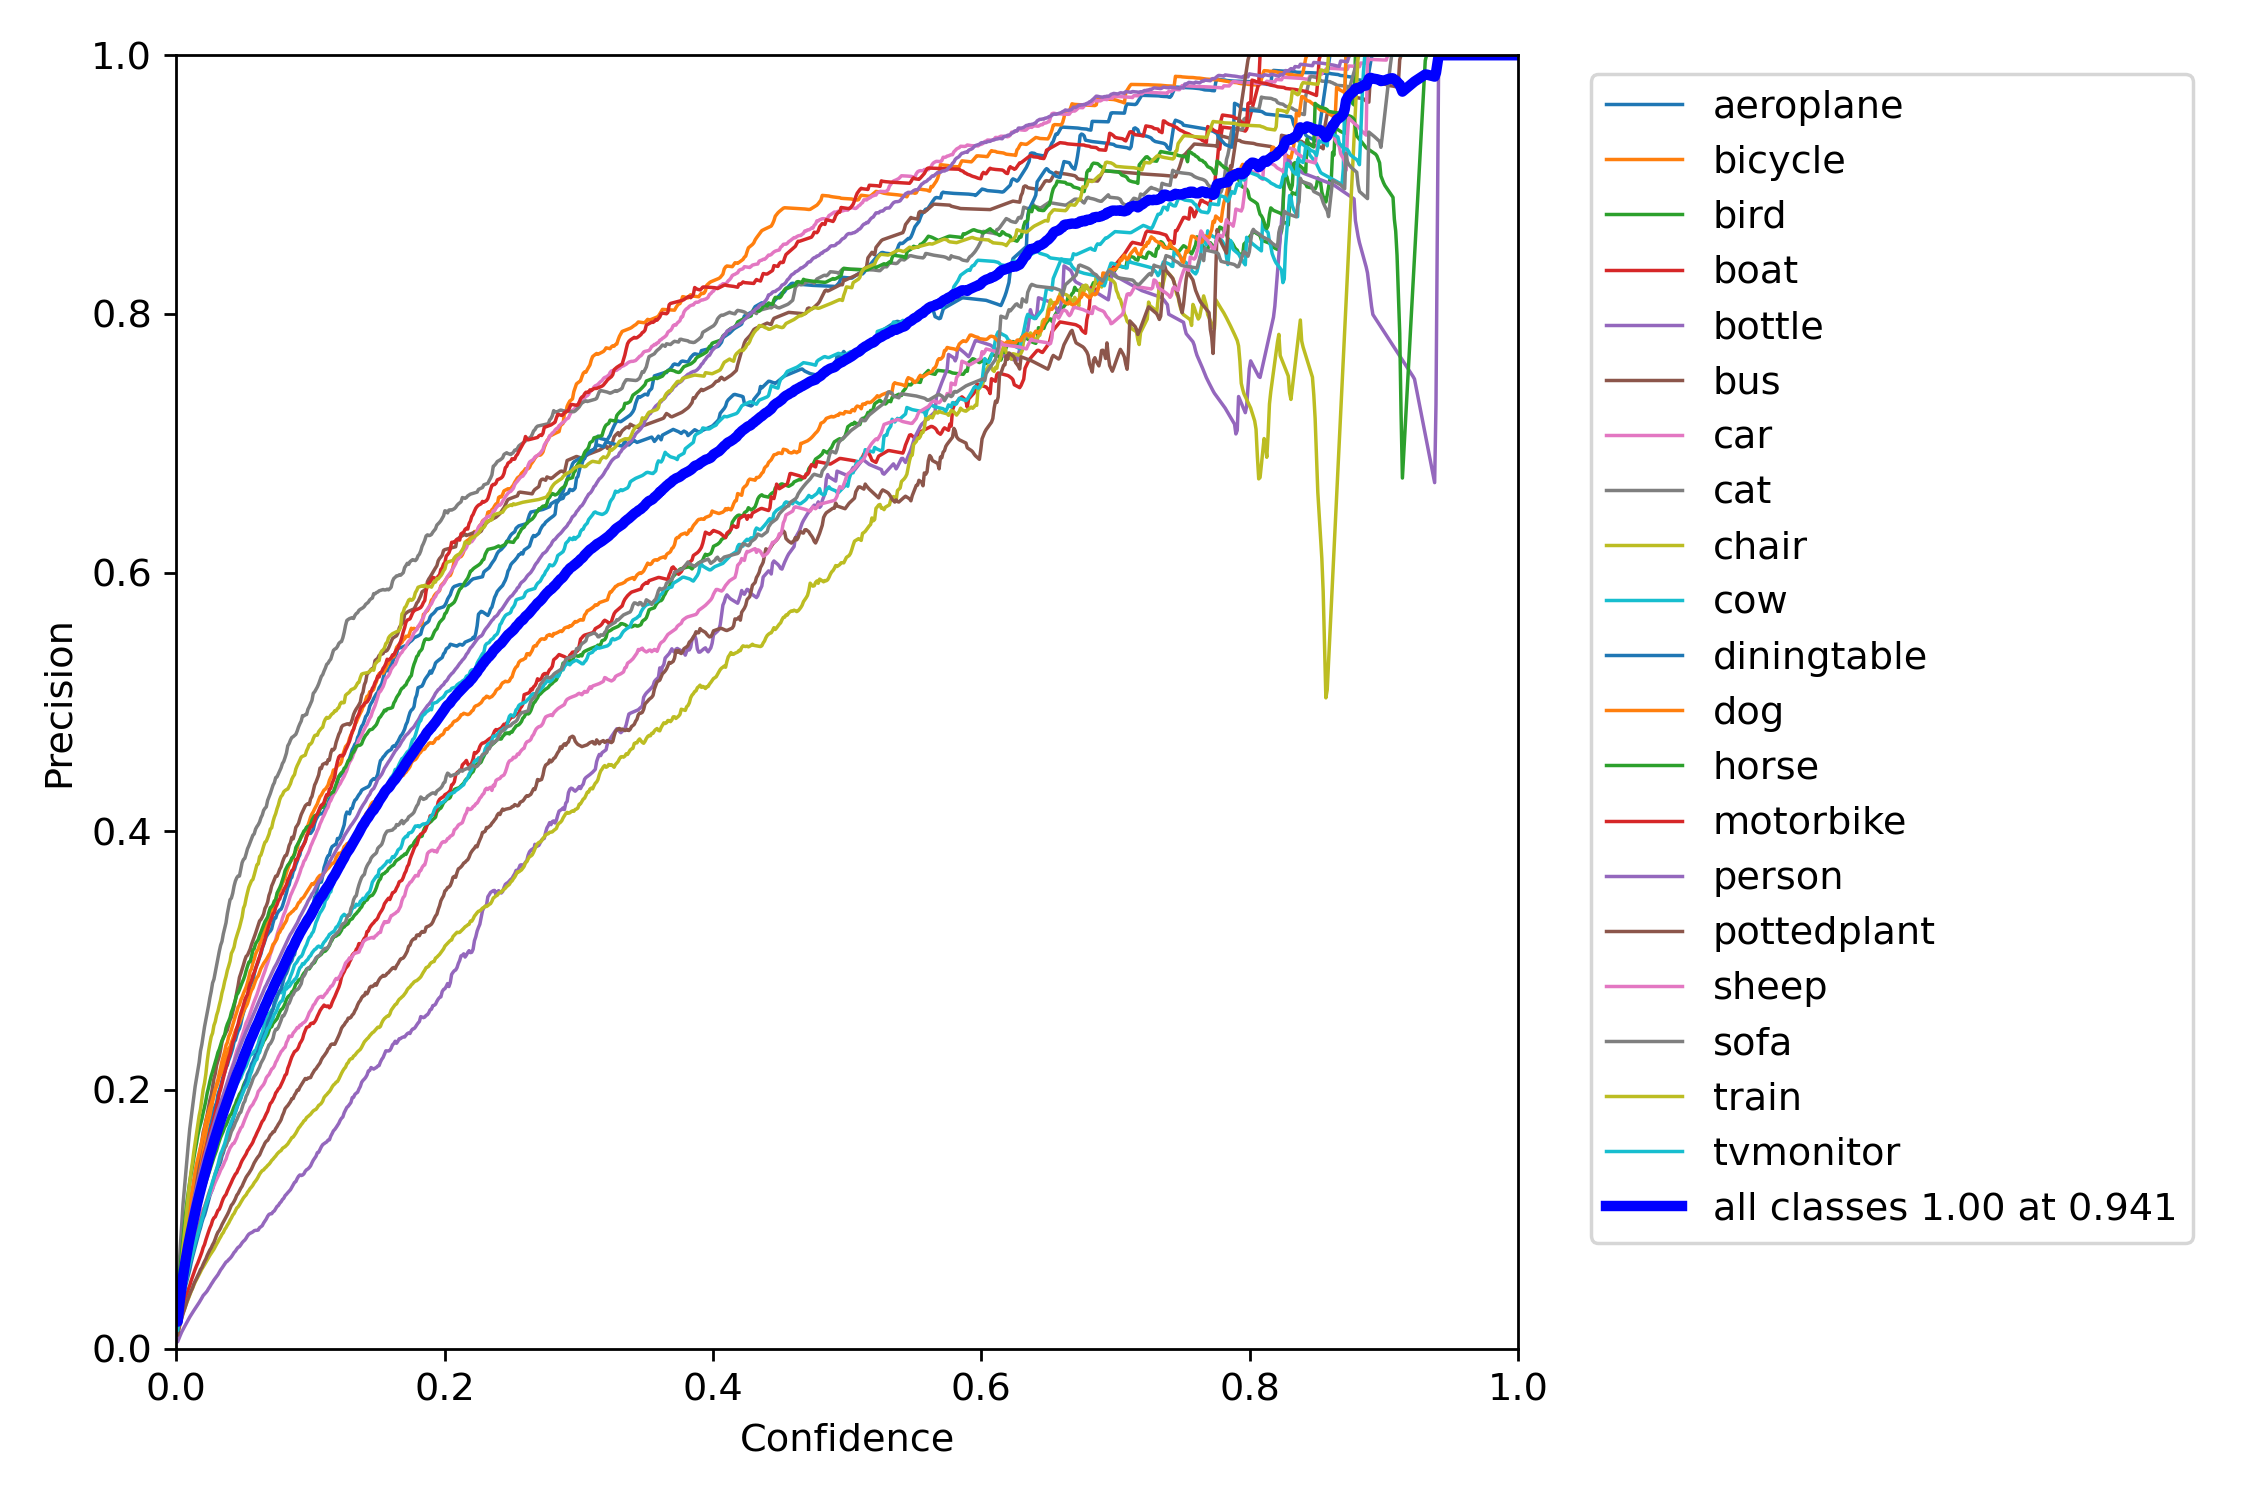 1.0
0.8
0.6
0.4
0.2
0.0
Precision
0.0 0.2 0.4 0.6 0.8 1.0
Confidence
aeroplane
bicycle
bird
boat
bottle
bus
car
cat
chair
cow
diningtable
dog
horse
motorbike
person
pottedplant
sheep
sofa
train
tvmonitor
all classes 1.00 at 0.941